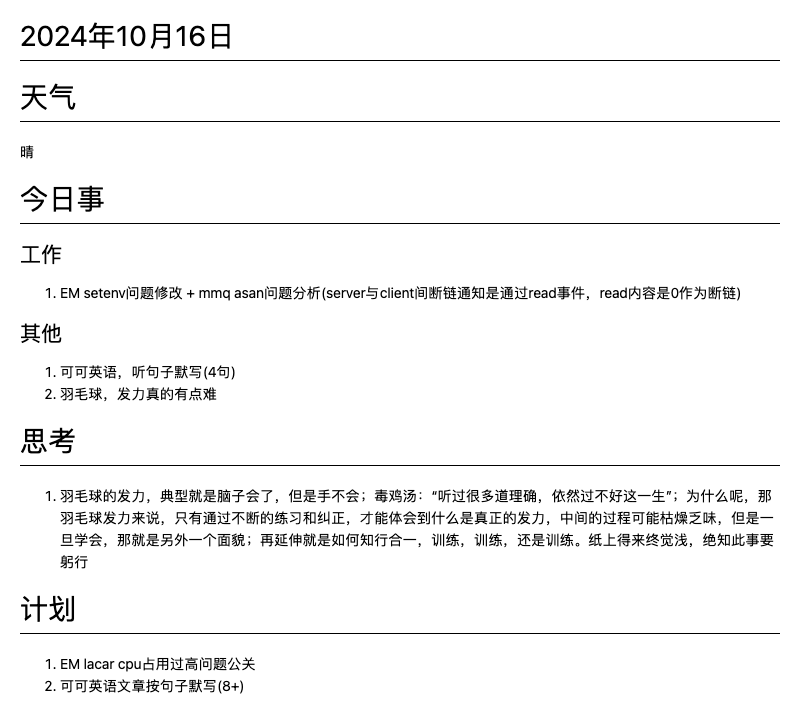 2024年10月16日
天气
晴
今日事
工作
1. EM setenv问题修改 + mmq asan问题分析(server与client间断链通知是通过read事件，read内容是0作为断链)
其他
1. 可可英语，听句子默写(4句)
2. 羽毛球，发力真的有点难
思考
1. 羽毛球的发力，典型就是脑子会了，但是手不会；毒鸡汤：“听过很多道理确，依然过不好这一生”；为什么呢，那
羽毛球发力来说，只有通过不断的练习和纠正，才能体会到什么是真正的发力，中间的过程可能枯燥乏味，但是一
旦学会，那就是另外一个面貌；再延伸就是如何知行合一，训练，训练，还是训练。纸上得来终觉浅，绝知此事要
躬行
计划
1. EM lacar cpu占用过高问题公关
2. 可可英语文章按句子默写(8+)